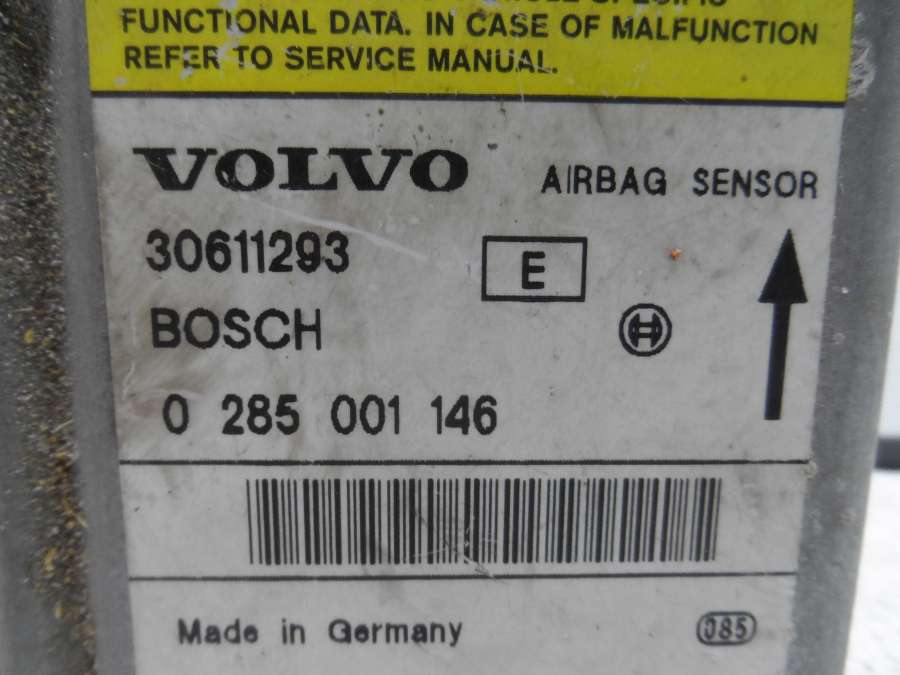 SPECIFIC
FUNCTIONAL DATA. IN CASE OF MALFUNCTION
REFER TO SERVICE MANUAL.
VOLVO AIRBAG SENSOR
30611293
E
BOSCH
0 285 001 146
Made in Germany 085